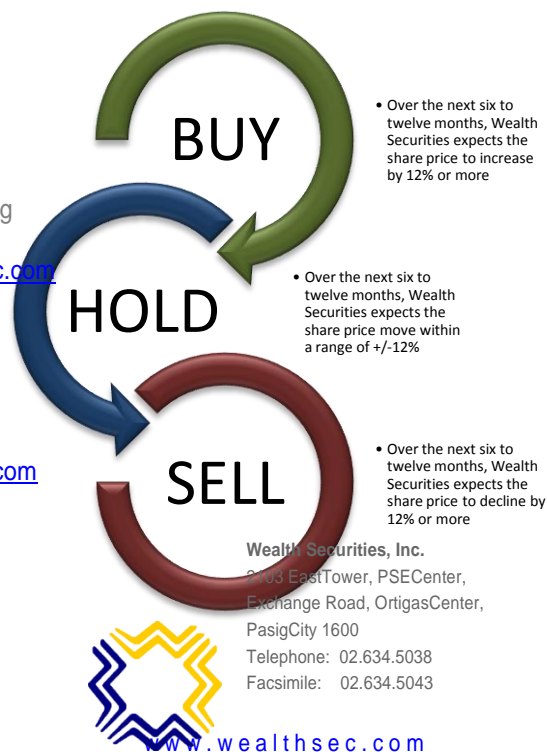 BUY
• Over the next six to
twelve months, Wealth
Securities expects the
share price to increase
by 12% or more
g
c.com
HOLD
• Over the next six to
twelve months, Wealth
Securities expects the
share price move within
a range of +/-12%
com
SELL
• Over the next six to
twelve months, Wealth
Securities expects the
share price to decline by
12% or more
Wealth Securities, Inc.
2103 EastTower, PSECenter,
Exchange Road, OrtigasCenter,
PasigCity 1600
Telephone: 02.634.5038
Facsimile: 02.634.5043
www.wealthsec.com